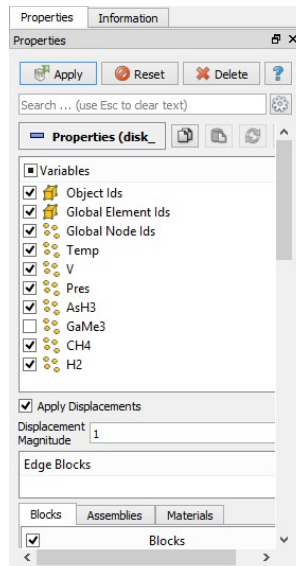 Properties Information
Properties
Apply Reset Delete ?
Search ... (use Esc to clear text)
Properties (disk_
Variables
Object Ids
Global Element Ids
Global Node Ids
Temp
V
Pres
AsH3
GaMe3
CH4
H2
Apply Displacements
Displacement Magnitude 1
Edge Blocks
Blocks Assemblies Materials
Blocks